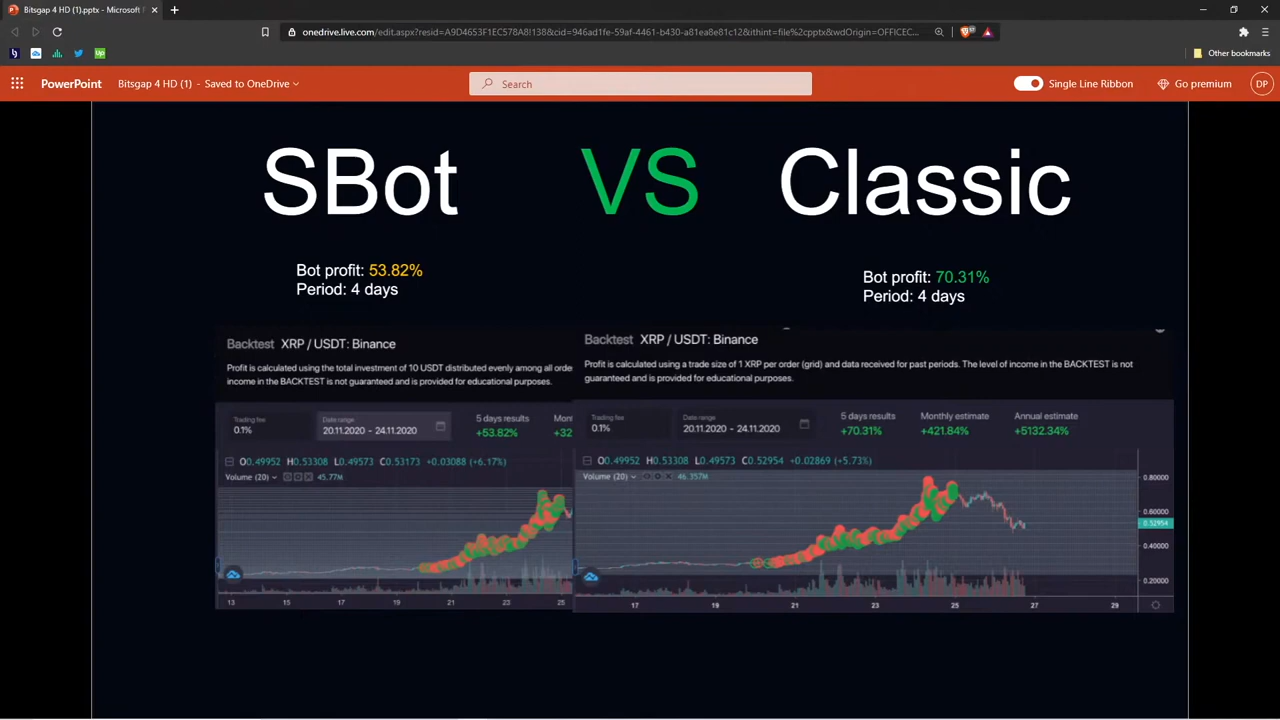 Bitsgap 4 HD (1).pptx - Microsoft F
onedrive.live.com/edit.aspx?resid=A9D4653F1EC578A8!138&cid=946ad1fe-59af-4461-b430-a81ea8e81c12&ithint=file%2cpptx&wdOrigin=OFFICEC...
Up
Other bookmarks
PowerPoint
Bitsgap 4 HD (1) - Saved to OneDrive
Search
Single Line Ribbon
Go premium
DP
SBot VS Classic
Bot profit: 53.82%
Period: 4 days
Bot profit: 70.31%
Period: 4 days
Backtest XRP / USDT: Binance
Profit is calculated using the total investment of 10 USDT distributed evenly among all orde
income in the BACKTEST is not guaranteed and is provided for educational purposes.
Trading fee
0.1%
Date range
20.11.2020 - 24.11.2020
5 days results
+53.82%
Mont
+32
O0.49952 H0.53308 L0.49573 C0.53173 +0.03088 (+6.17%)
Volume (20) 45.77M
13 15 17 19 21 23 25
Backtest XRP / USDT: Binance
Profit is calculated using a trade size of 1 XRP per order (grid) and data received for past periods. The level of income in the BACKTEST is not
guaranteed and is provided for educational purposes.
Trading fee
0.1%
Date range
20.11.2020 - 24.11.2020
5 days results
+70.31%
Monthly estimate
+421.84%
Annual estimate
+5132.34%
O0.49952 H0.53308 L0.49573 C0.52954 +0.02869 (+5.73%)
Volume (20) 46.357M
0.80000
0.60000
0.52954
0.40000
0.20000
17 19 21 23 25 27 29